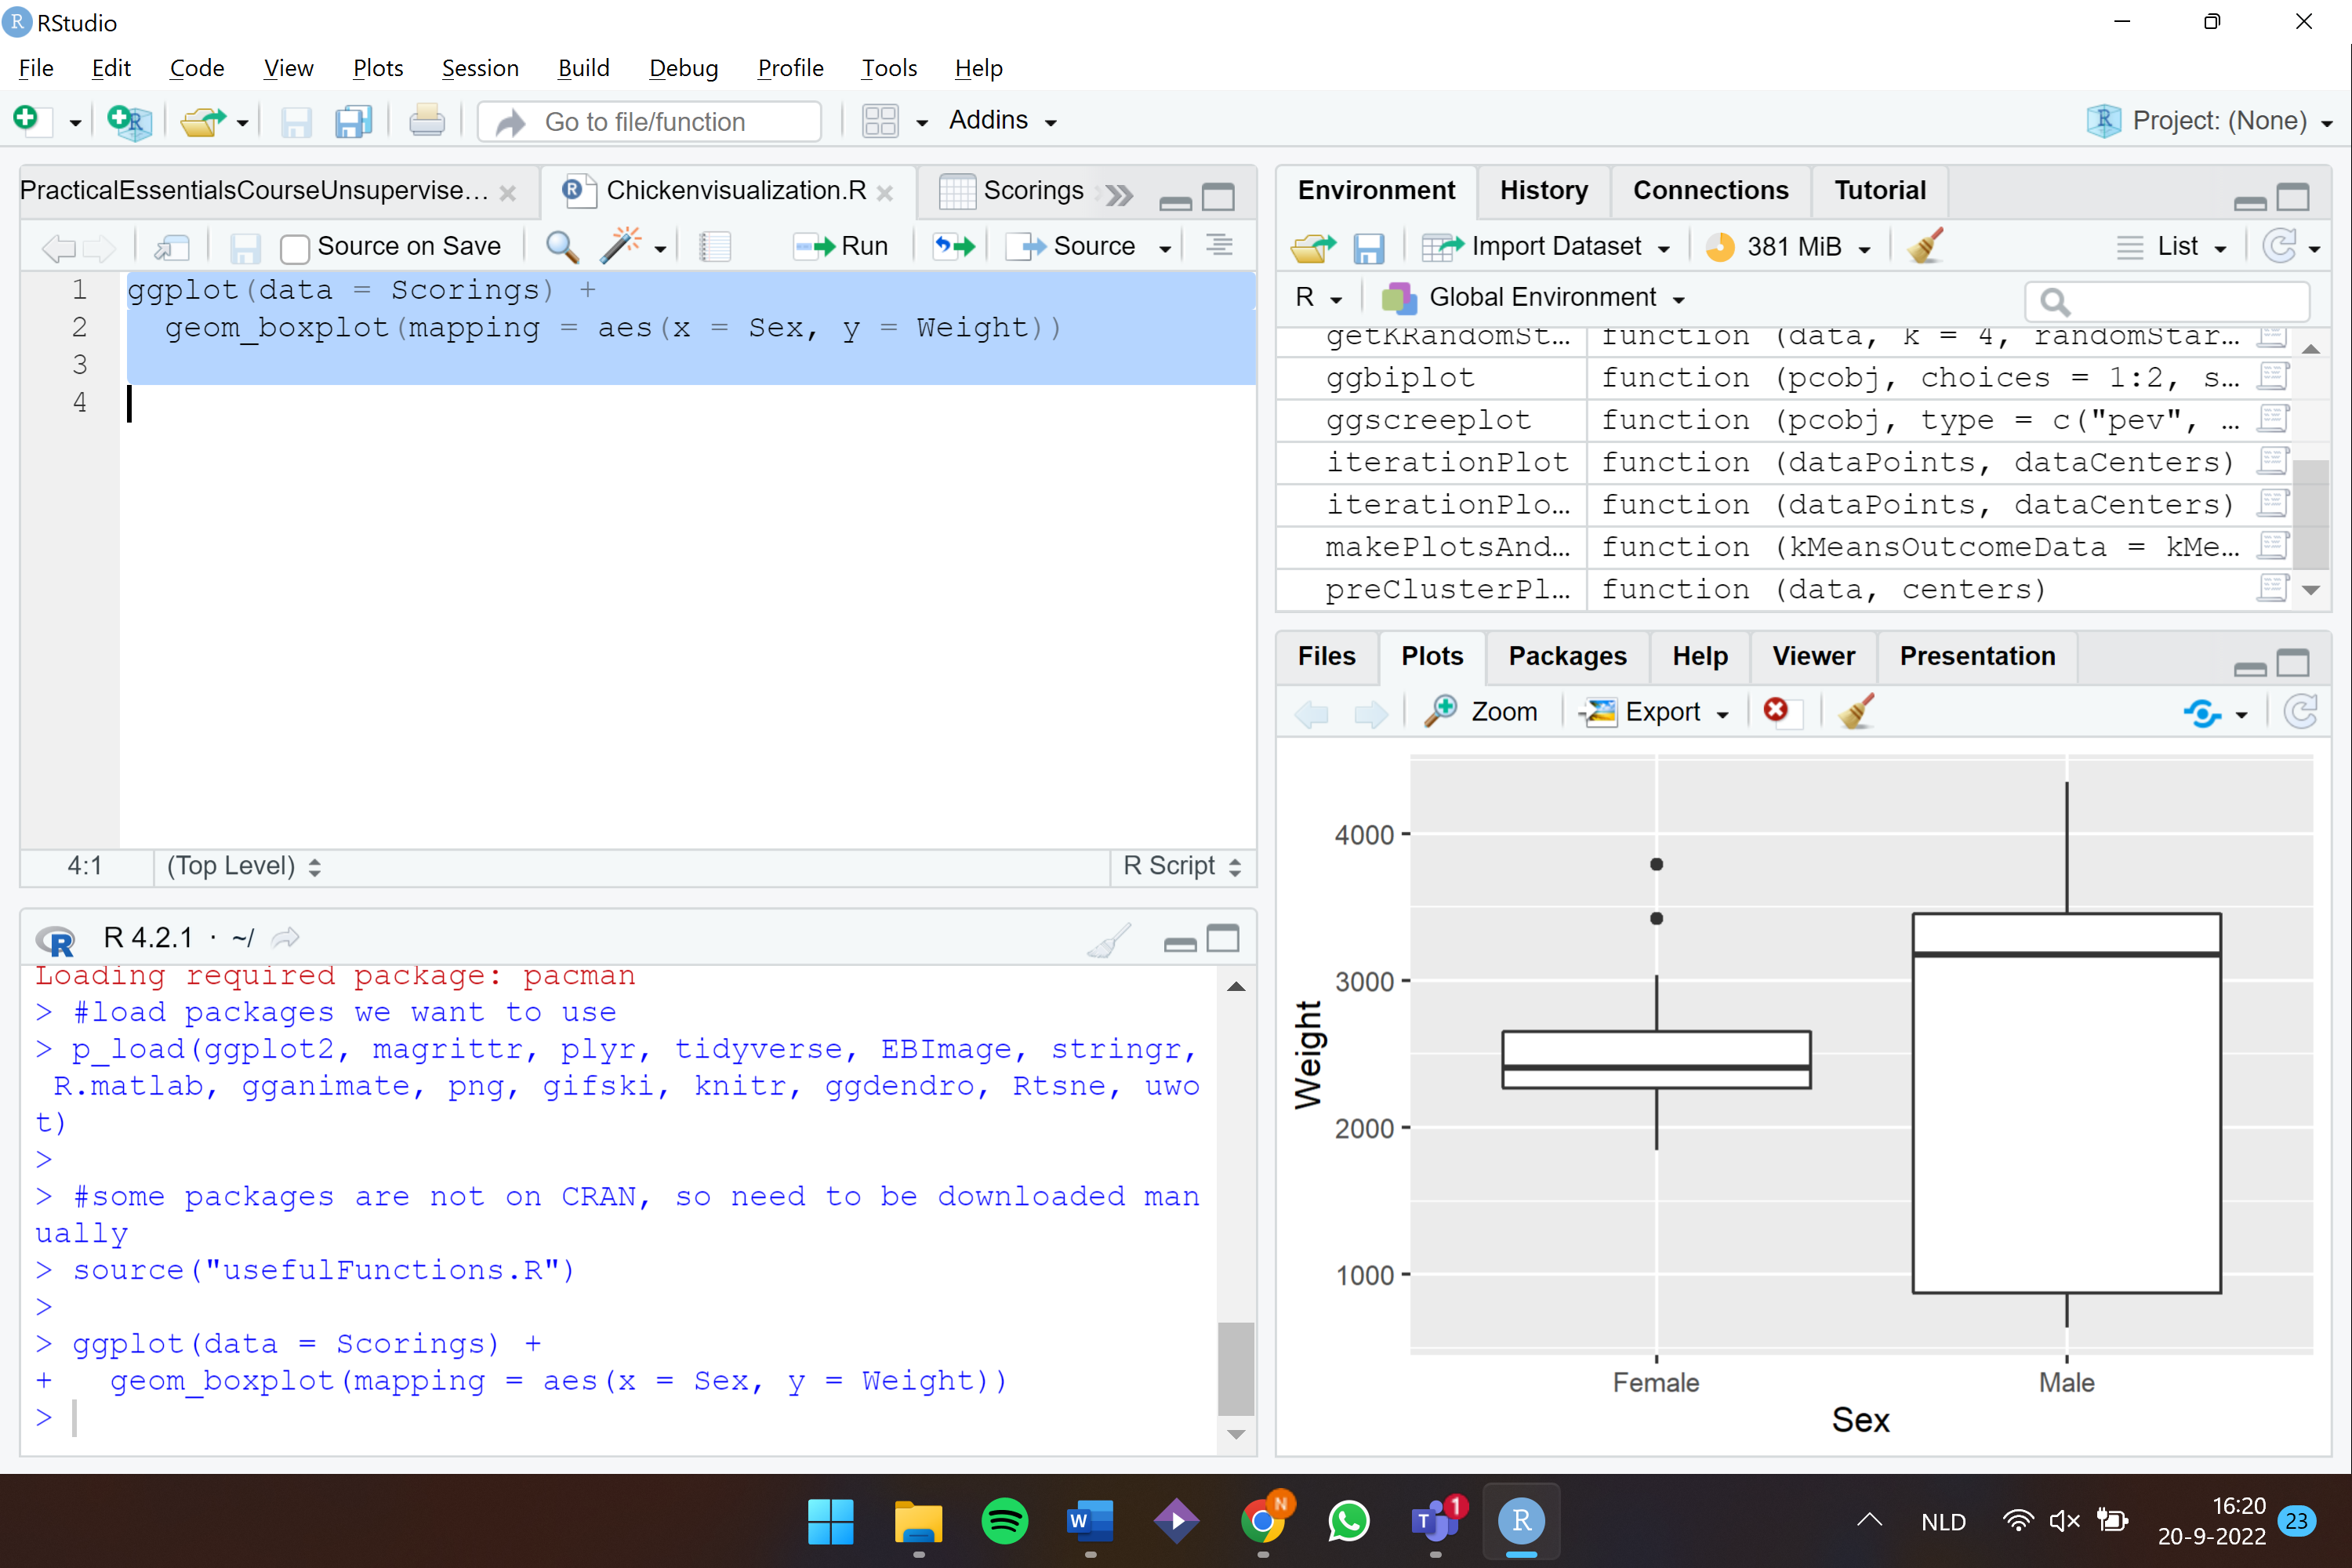 RStudio
File Edit Code View Plots Session Build Debug Profile Tools Help
Go to file/function Addins Project: (None)
PracticalEssentialsCourseUnsupervise... Chickenvisualization.R Scorings
Source on Save Run Source
1 ggplot(data = Scorings) +
2   geom_boxplot(mapping = aes(x = Sex, y = Weight))
3
4
4:1 (Top Level) R Script
R 4.2.1 · ~/
Loading required package: pacman
> #load packages we want to use
> p_load(ggplot2, magrittr, plyr, tidyverse, EBImage, stringr,
 R.matlab, gganimate, png, gifski, knitr, ggdendro, Rtsne, uwo
t)
>
> #some packages are not on CRAN, so need to be downloaded man
ually
> source("usefulFunctions.R")
>
> ggplot(data = Scorings) +
+   geom_boxplot(mapping = aes(x = Sex, y = Weight))
>
Environment History Connections Tutorial
Import Dataset 381 MiB List
R Global Environment
getKRandomSt... function (data, k = 4, randomStar...
ggbiplot function (pcobj, choices = 1:2, s...
ggscreeplot function (pcobj, type = c("pev", ...
iterationPlot function (dataPoints, dataCenters)
iterationPlo... function (dataPoints, dataCenters)
makePlotsAnd... function (kMeansOutcomeData = kMe...
preClusterPl... function (data, centers)
Files Plots Packages Help Viewer Presentation
Zoom Export
4000
3000
2000
1000
Weight
Female Male
Sex
N
W
T 1
R
NLD
16:20
20-9-2022
23